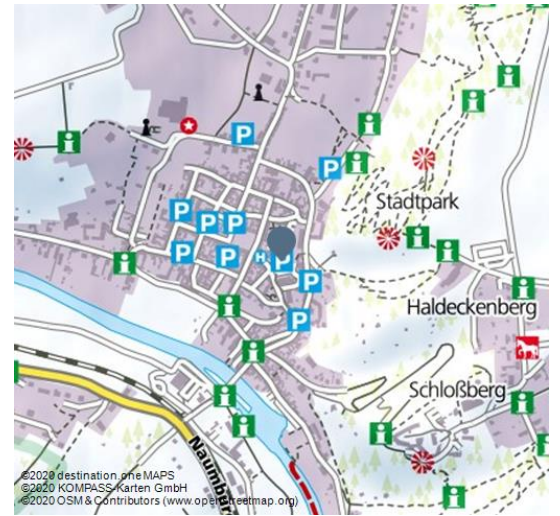 P
P
Stadtpark
P
P
P
P
P
H
P
P
Haldeckenberg
P
Schloßberg
©2020 destination.one MAPS
©2020 KOMPASS-Karten GmbH
©2020 OSM & Contributors (www.openstreetmap.org)